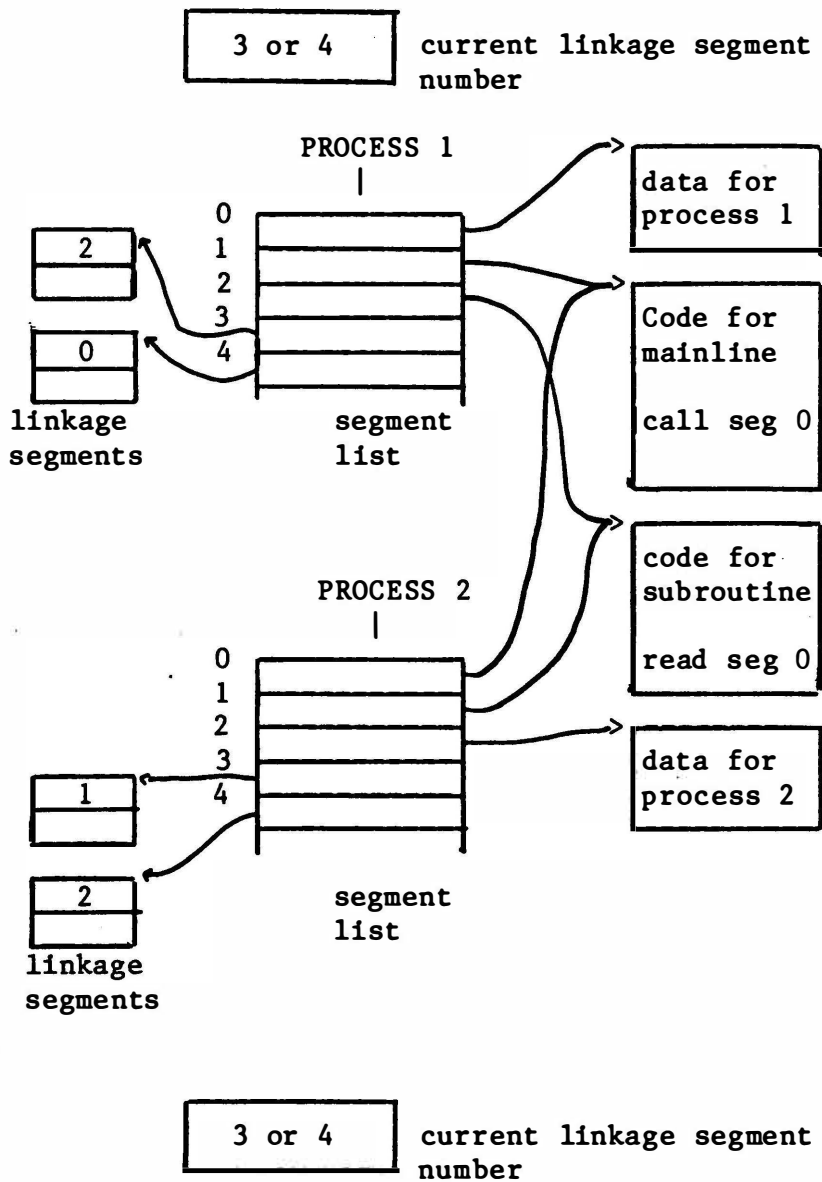 3 or 4
current linkage segment
number
PROCESS 1
0
1
2
3
4
2
0
linkage
segments
segment
list
data for
process 1
Code for
mainline
call seg 0
code for
subroutine
read seg 0
data for
process 2
PROCESS 2
0
1
2
3
4
1
2
linkage
segments
segment
list
3 or 4
current linkage segment
number